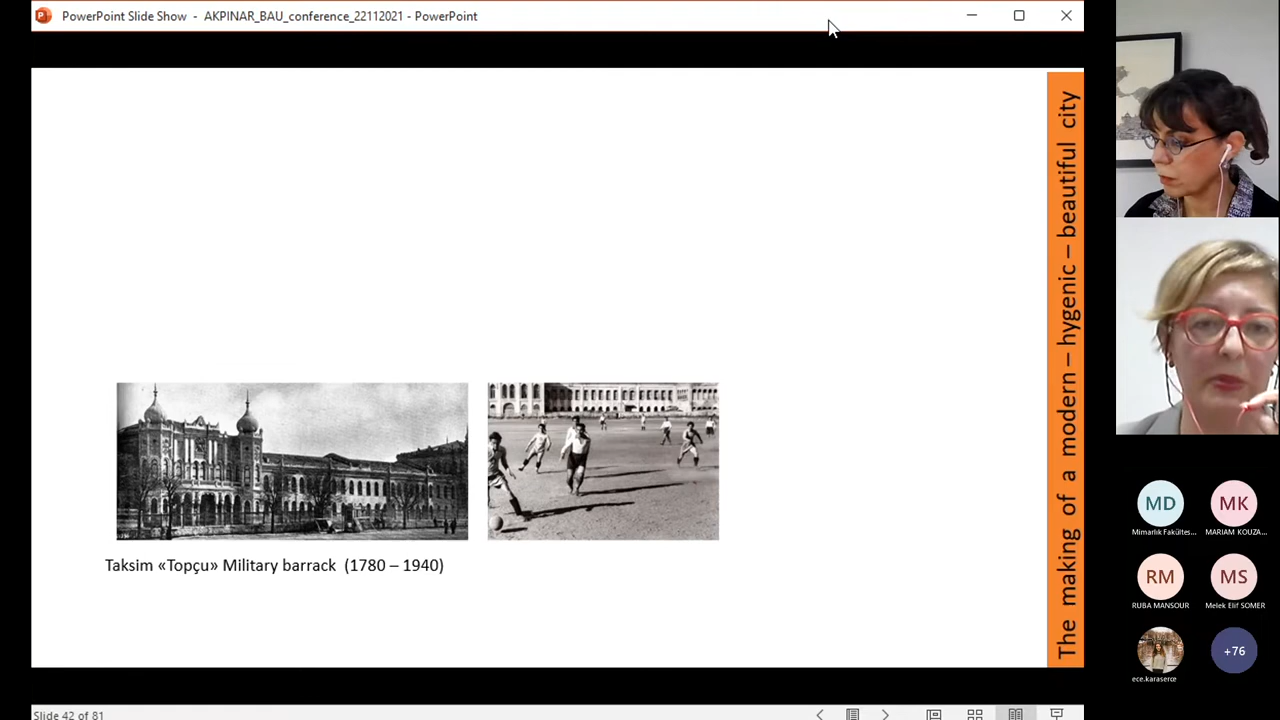 PowerPoint Slide Show - AKPINAR_BAU_conference_22112021 - PowerPoint
The making of a modern – hygenic – beautiful city
Taksim «Topçu» Military barrack (1780 – 1940)
MD
Mimarlık Fakültes...
MK
MARIAM KOUZA...
RM
RUBA MANSOUR
MS
Melek Elif SOMER
ece.karaserce
+76
Slide 42 of 81